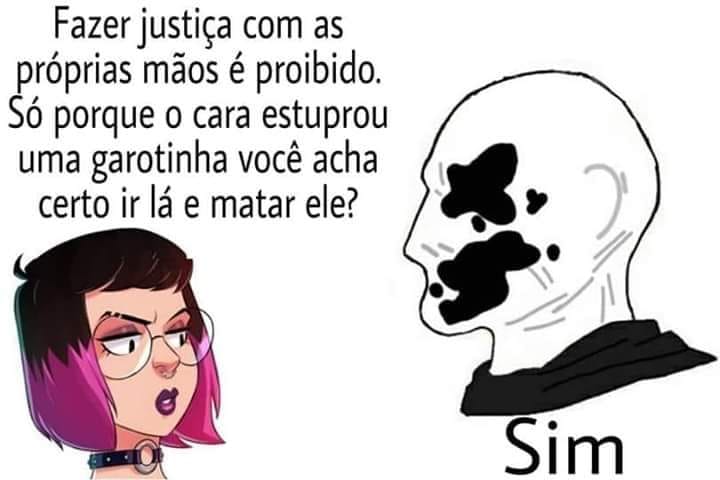 Fazer justiça com as
próprias mãos é proibido.
Só porque o cara estuprou
uma garotinha você acha
certo ir lá e matar ele?
Sim